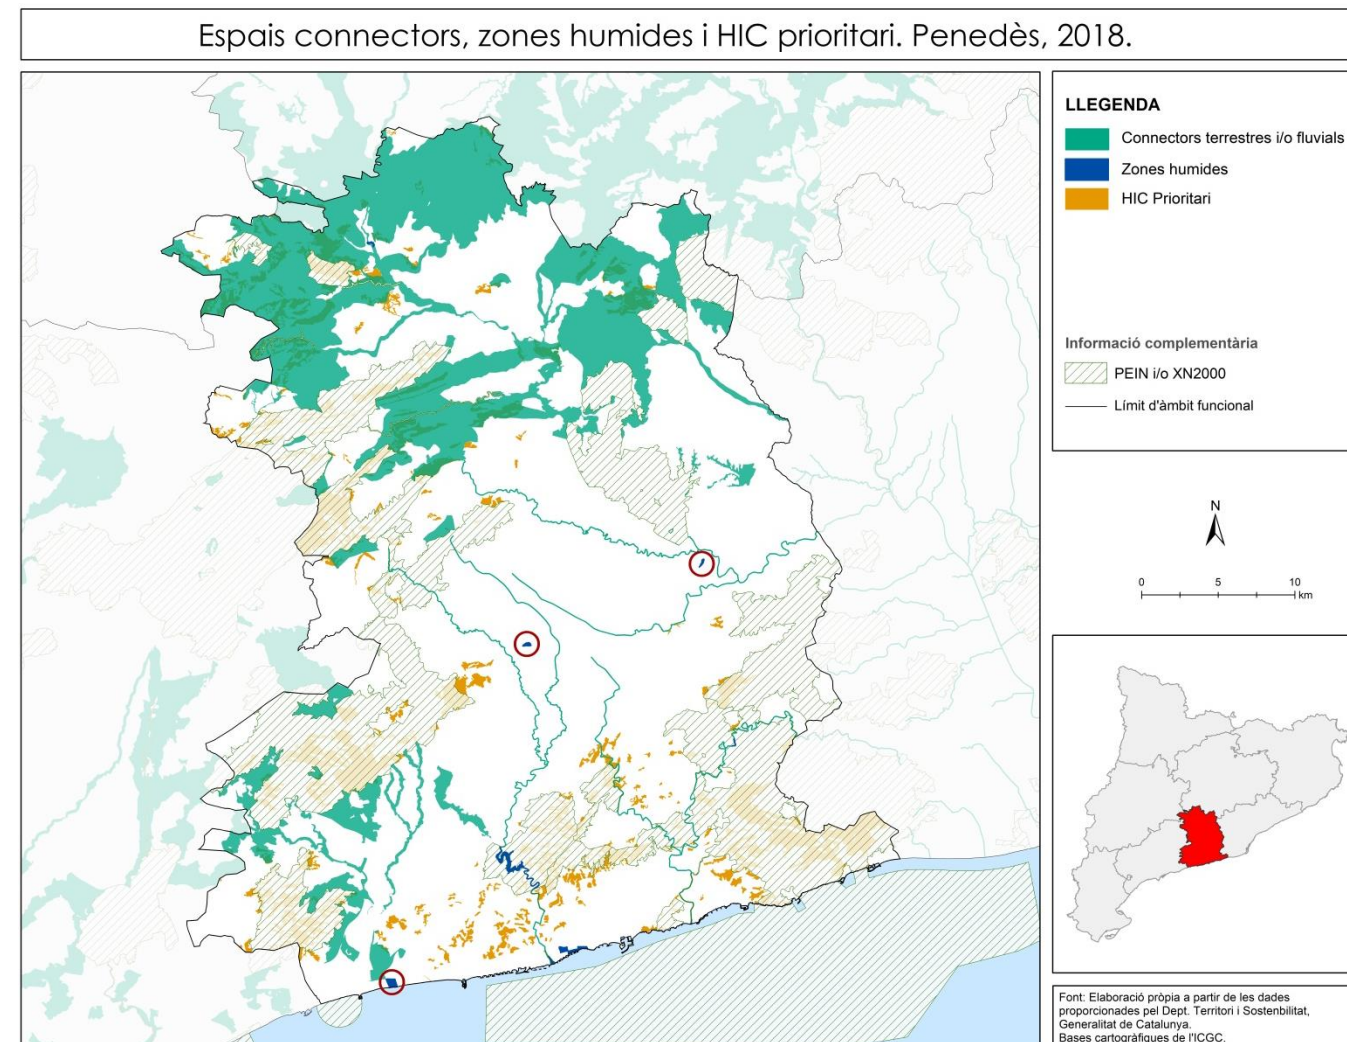 Espais connectors, zones humides i HIC prioritari. Penedès, 2018.
LLEGENDA
Connectors terrestres i/o fluvials
Zones humides
HIC Prioritari
Informació complementària
PEIN i/o XN2000
Límit d'àmbit funcional
N
0 5 10
km
Font: Elaboració pròpia a partir de les dades
proporcionades pel Dept. Territori i Sostenbilitat,
Generalitat de Catalunya.
Bases cartogràfiques de l'ICGC.